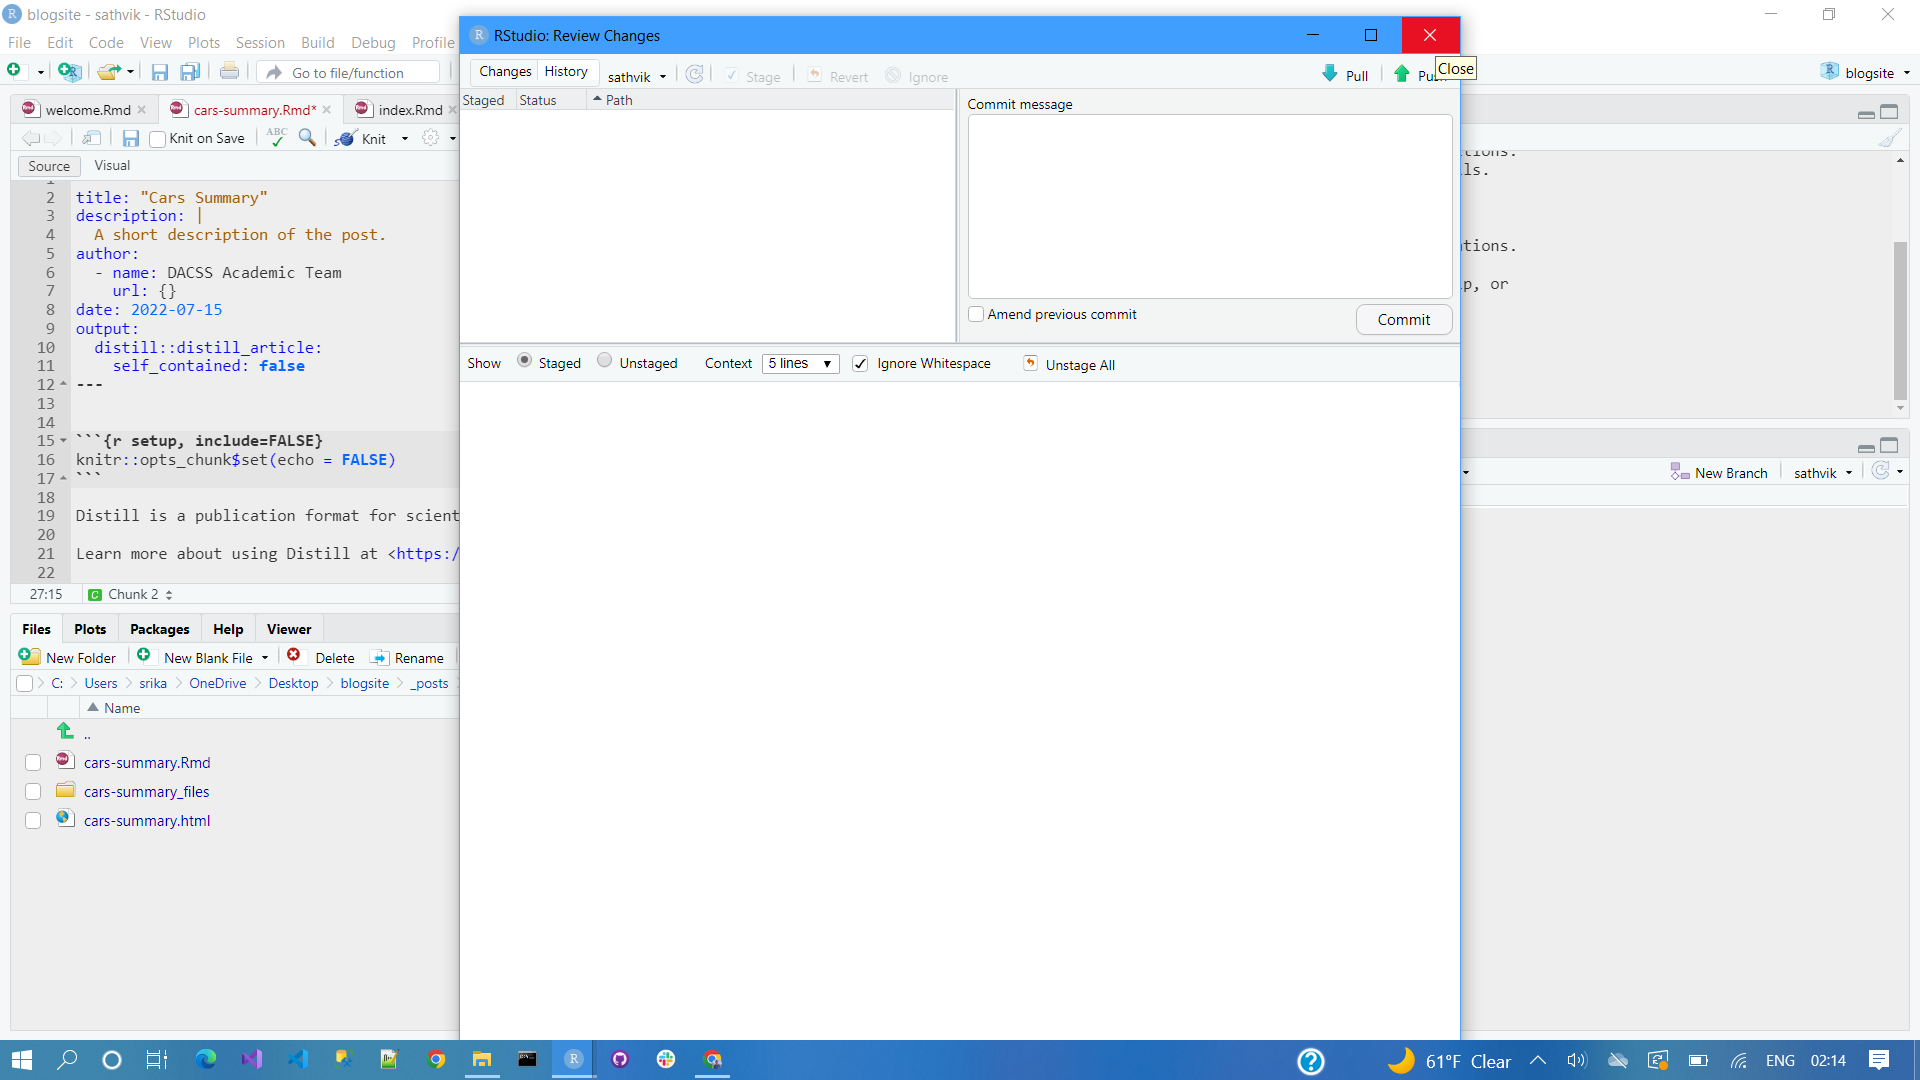 blogsite - sathvik - RStudio
File Edit Code View Plots Session Build Debug Profile
Go to file/function
blogsite
welcome.Rmd cars-summary.Rmd* index.Rmd
Knit on Save ABC Knit
Source Visual
1
2 title: "Cars Summary"
3 description: |
4 A short description of the post.
5 author:
6 - name: DACSS Academic Team
7 url: {}
8 date: 2022-07-15
9 output:
10 distill::distill_article:
11 self_contained: false
12 ---
13
14
15 ```{r setup, include=FALSE}
16 knitr::opts_chunk$set(echo = FALSE)
17 ```
18
19 Distill is a publication format for scient
20
21 Learn more about using Distill at <https:/
22
27:15 Chunk 2
Files Plots Packages Help Viewer
New Folder New Blank File Delete Rename
C: Users srika OneDrive Desktop blogsite _posts
Name
..
cars-summary.Rmd
cars-summary_files
cars-summary.html
RStudio: Review Changes
Changes History sathvik Stage Revert Ignore Pull
Close
Staged Status Path
Commit message
Amend previous commit
Commit
Show Staged Unstaged Context 5 lines Ignore Whitespace Unstage All
tions.
ls.
tions.
p, or
New Branch sathvik
61°F Clear ENG 02:14